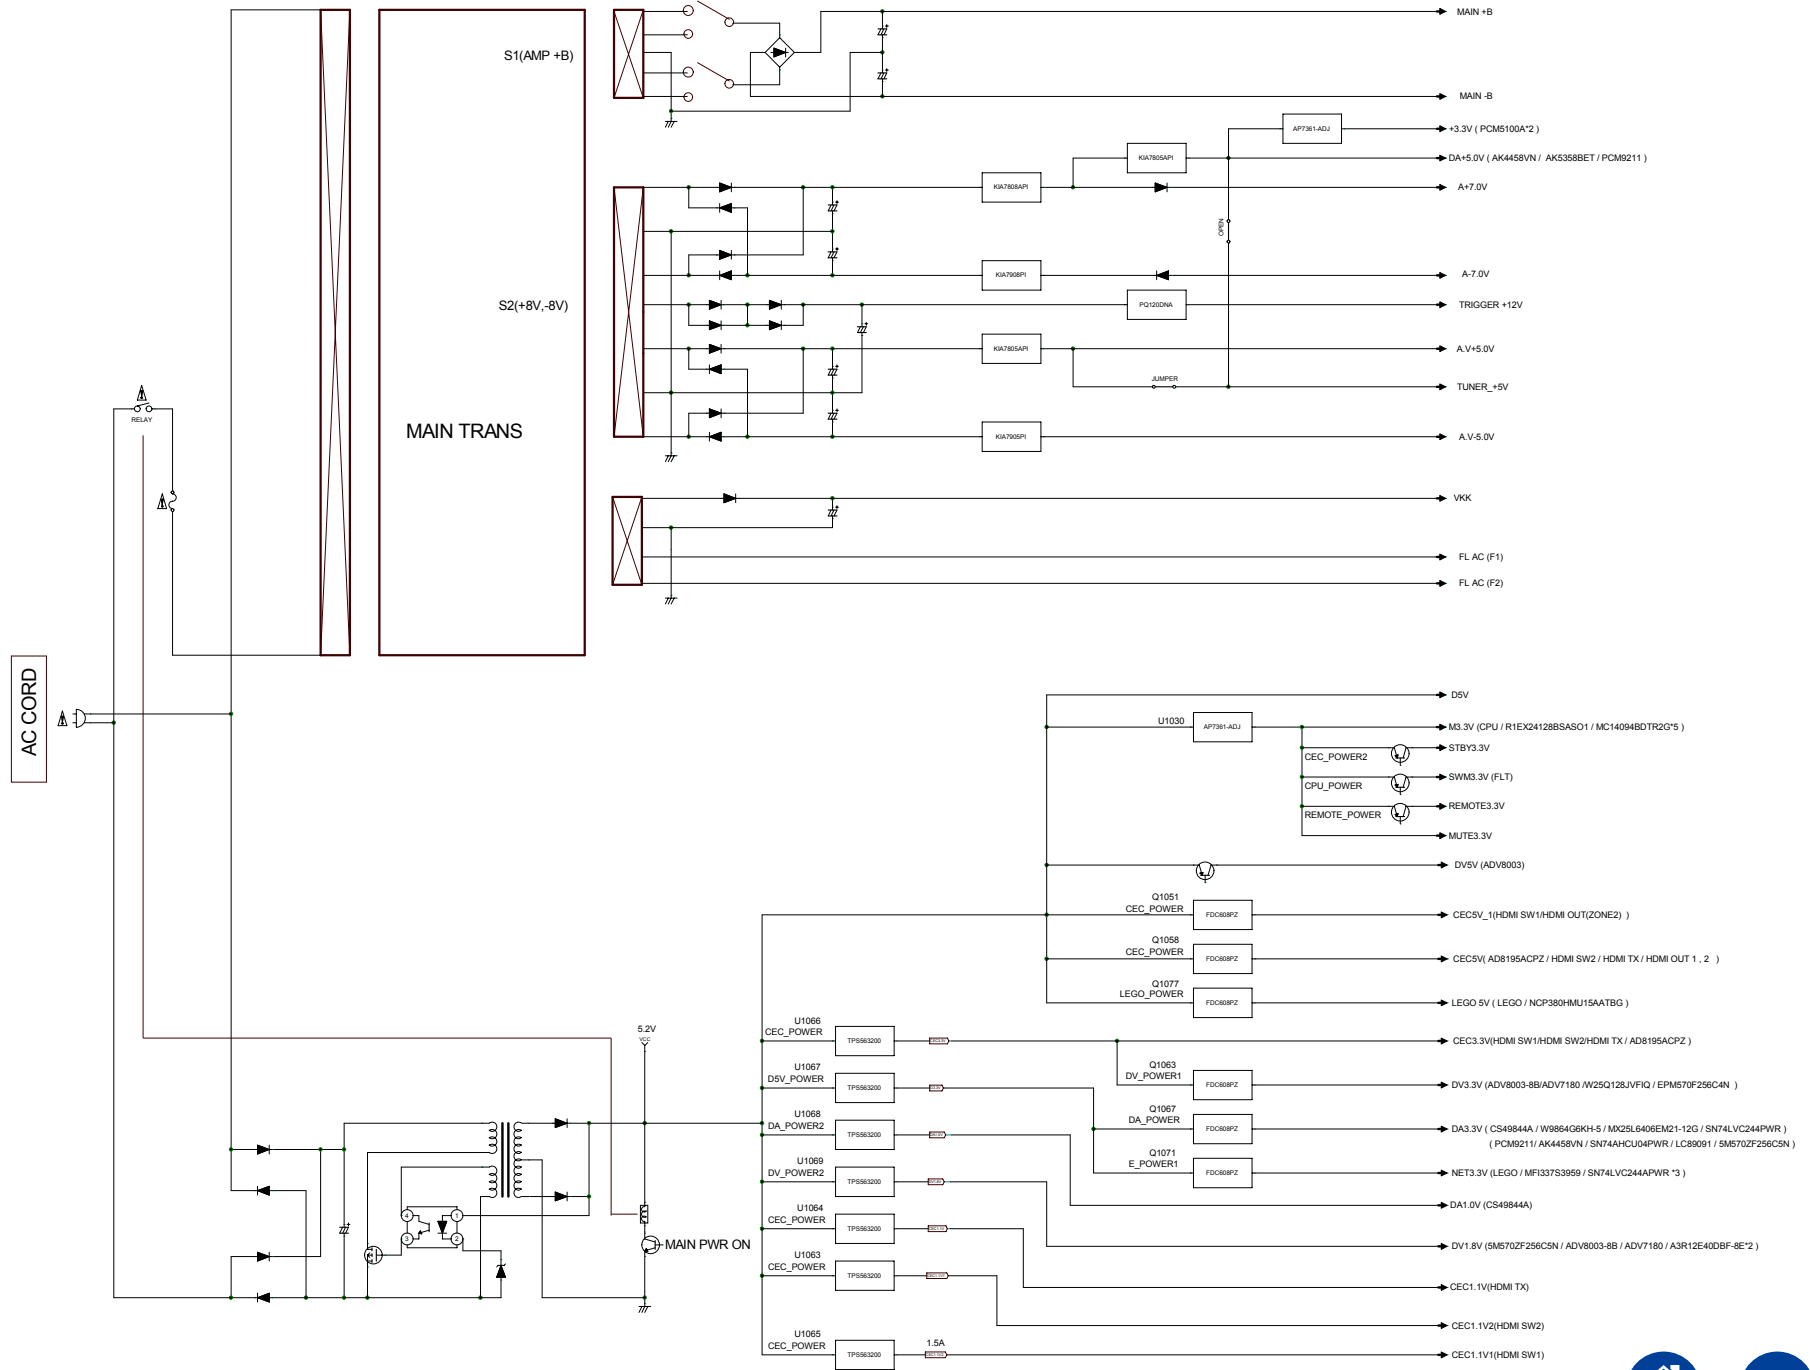 S1(AMP +B)
MAIN +B
MAIN -B
AP7361-ADJ
+3.3V ( PCM5100A*2 )
KIA7805API
DA+5.0V ( AK4458VN / AK5358BET / PCM9211 )
KIA7808API
A+7.0V
OPEN
KIA7908PI
A-7.0V
S2(+8V,-8V)
PQ120DNA
TRIGGER +12V
KIA7805API
A.V+5.0V
JUMPER
TUNER_+5V
RELAY
MAIN TRANS
KIA7905PI
A.V-5.0V
VKK
FL AC (F1)
FL AC (F2)
AC CORD
D5V
U1030
AP7361-ADJ
M3.3V (CPU / R1EX24128BSASO1 / MC14094BDTR2G*5 )
STBY3.3V
CEC_POWER2
SWM3.3V (FLT)
CPU_POWER
REMOTE3.3V
REMOTE_POWER
MUTE3.3V
DV5V (ADV8003)
Q1051
CEC_POWER
FDC608PZ
CEC5V_1(HDMI SW1/HDMI OUT(ZONE2) )
Q1058
CEC_POWER
FDC608PZ
CEC5V( AD8195ACPZ / HDMI SW2 / HDMI TX / HDMI OUT 1 , 2 )
Q1077
LEGO_POWER
FDC608PZ
LEGO 5V ( LEGO / NCP380HMU15AATBG )
5.2V
VCC
U1066
CEC_POWER
TPS563200
CEC3.3V(HDMI SW1/HDMI SW2/HDMI TX / AD8195ACPZ )
Q1063
DV_POWER1
FDC608PZ
DV3.3V (ADV8003-8B/ADV7180 /W25Q128JVFIQ / EPM570F256C4N )
U1067
D5V_POWER
TPS563200
Q1067
DA_POWER
FDC608PZ
DA3.3V ( CS49844A / W9864G6KH-5 / MX25L6406EM21-12G / SN74LVC244PWR )
( PCM9211/ AK4458VN / SN74AHCU04PWR / LC89091 / 5M570ZF256C5N )
U1068
DA_POWER2
TPS563200
Q1071
E_POWER1
FDC608PZ
NET3.3V (LEGO / MFI337S3959 / SN74LVC244APWR *3 )
U1069
DV_POWER2
TPS563200
DA1.0V (CS49844A)
U1064
CEC_POWER
TPS563200
DV1.8V (5M570ZF256C5N / ADV8003-8B / ADV7180 / A3R12E40DBF-8E*2 )
4
1
3
2
MAIN PWR ON
U1063
CEC_POWER
TPS563200
CEC1.1V(HDMI TX)
CEC1.1V2(HDMI SW2)
U1065
CEC_POWER
TPS563200
1.5A
CEC1.1V1(HDMI SW1)